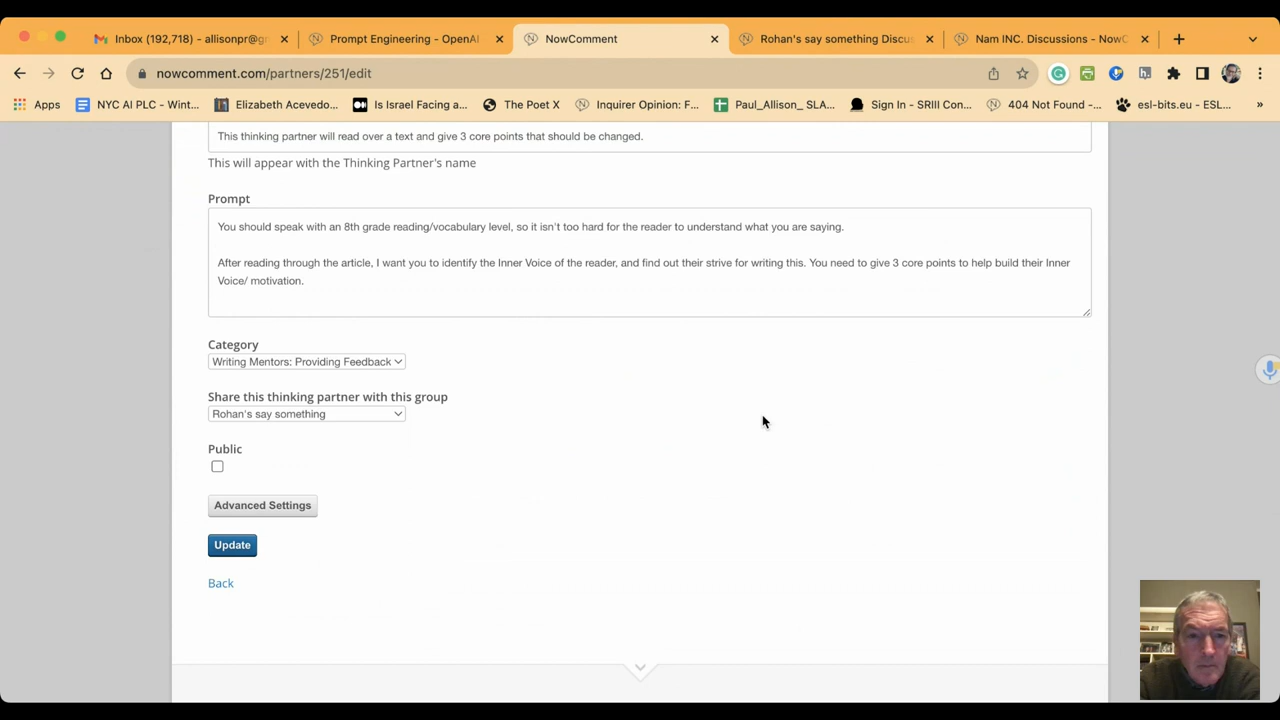 Inbox (192,718) - allisonpr@g
Prompt Engineering - OpenAI
NowComment
Rohan's say something Discus
Nam INC. Discussions - NowC
nowcomment.com/partners/251/edit
Apps
NYC AI PLC - Wint...
Elizabeth Acevedo...
Is Israel Facing a...
The Poet X
Inquirer Opinion: F...
Paul_Allison_ SLA...
Sign In - SRIII Con...
404 Not Found -...
esl-bits.eu - ESL...
»
This thinking partner will read over a text and give 3 core points that should be changed.
This will appear with the Thinking Partner's name
Prompt
You should speak with an 8th grade reading/vocabulary level, so it isn't too hard for the reader to understand what you are saying.
After reading through the article, I want you to identify the Inner Voice of the reader, and find out their strive for writing this. You need to give 3 core points to help build their Inner
Voice/ motivation.
Category
Writing Mentors: Providing Feedback
Share this thinking partner with this group
Rohan's say something
Public
Advanced Settings
Update
Back